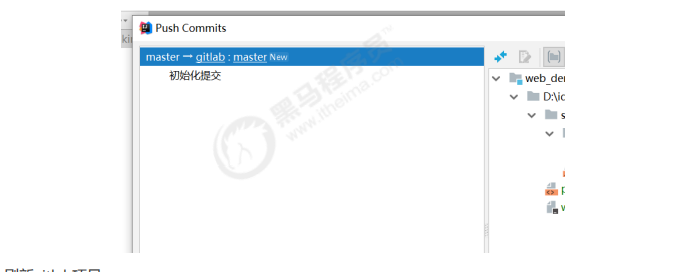 Push Commits
master → gitlab : master New
初始化提交
黑马程序员
www.itheima.com
web_de
D:\ic
s